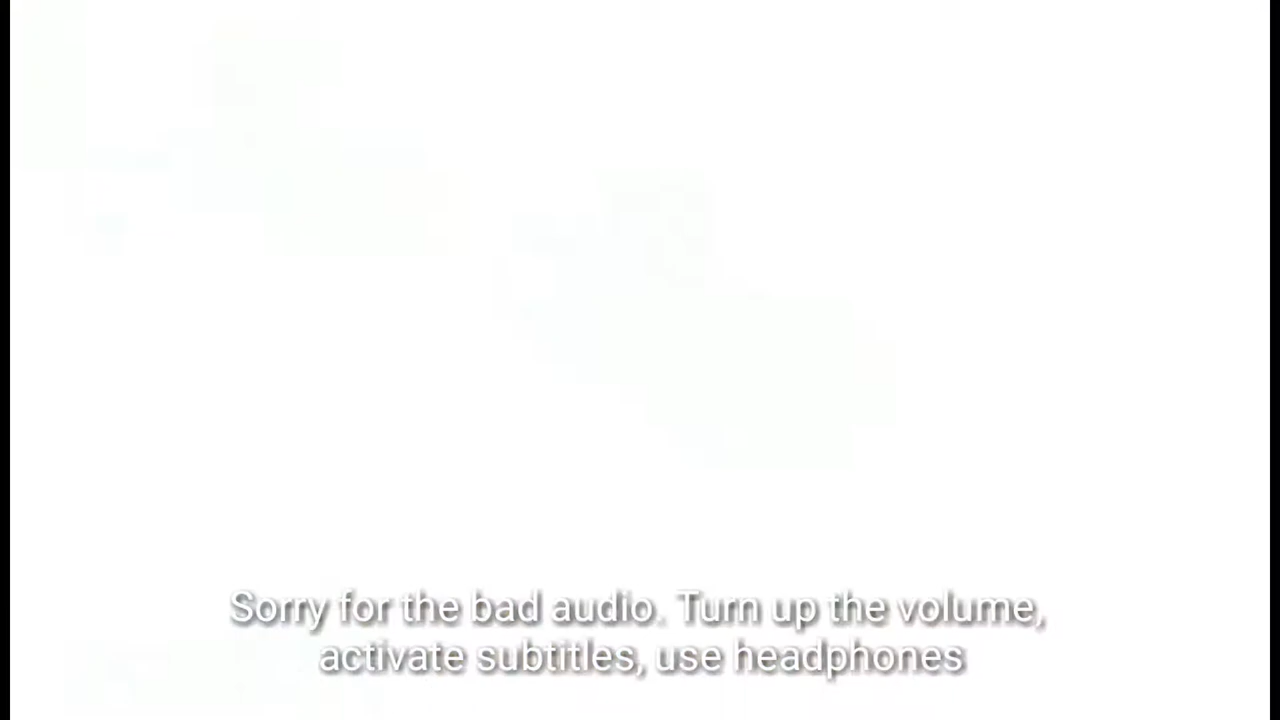 Sorry for the bad audio. Turn up the volume,
activate subtitles, use headphones